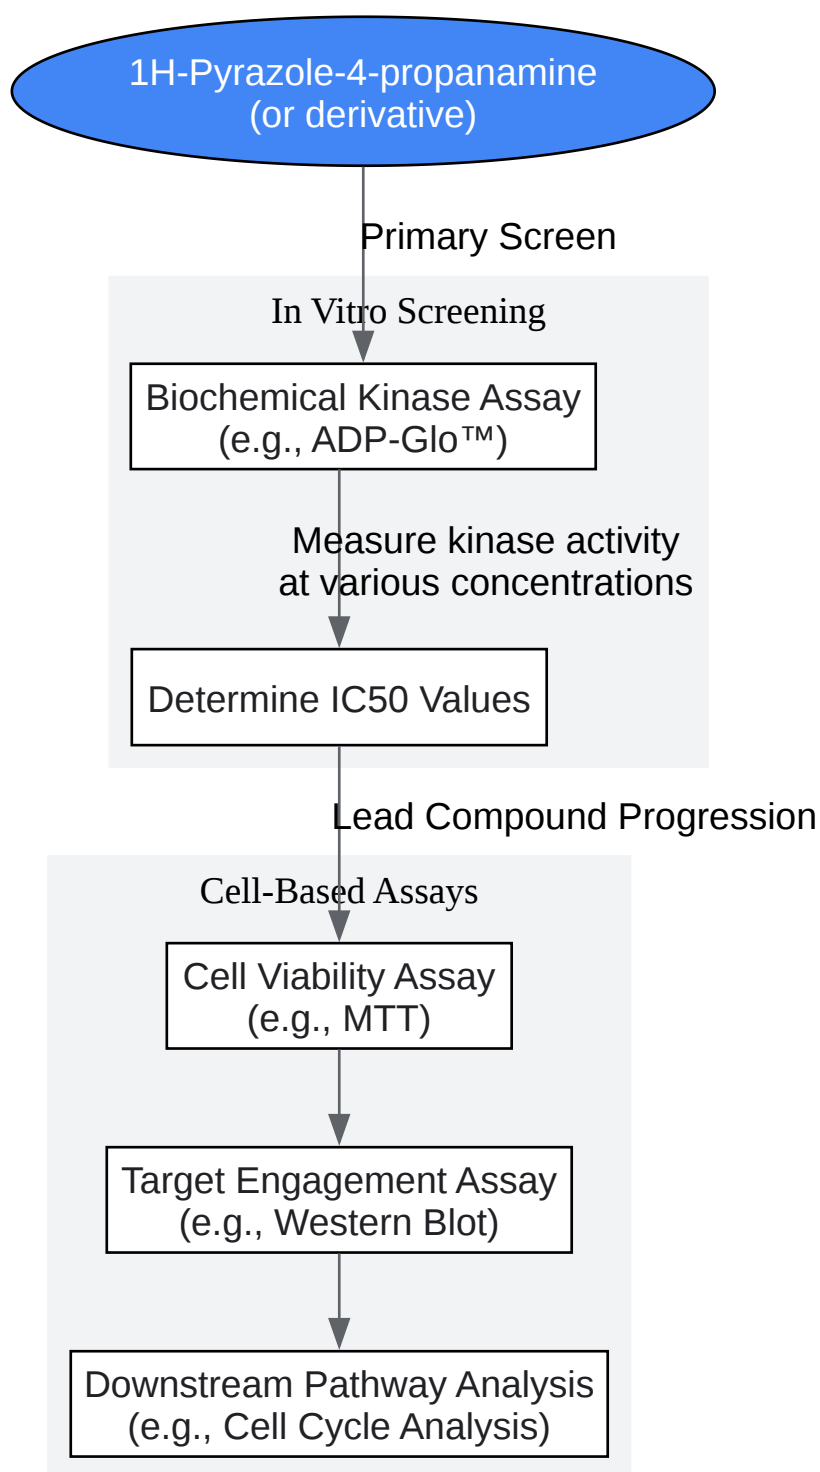 1H-Pyrazole-4-propanamine
(or derivative)
Primary Screen
In Vitro Screening
Biochemical Kinase Assay
(e.g., ADP-Glo™)
Measure kinase activity
at various concentrations
Determine IC50 Values
Lead Compound Progression
Cell-Based Assays
Cell Viability Assay
(e.g., MTT)
Target Engagement Assay
(e.g., Western Blot)
Downstream Pathway Analysis
(e.g., Cell Cycle Analysis)